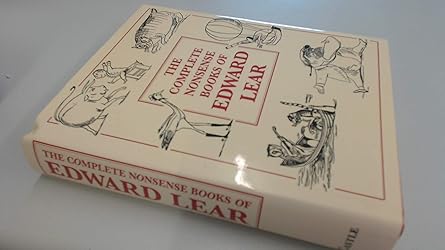 THE
COMPLETE
NONSENSE
BOOKS OF
EDWARD
LEAR
THE COMPLETE NONSENSE BOOKS OF
EDWARD LEAR